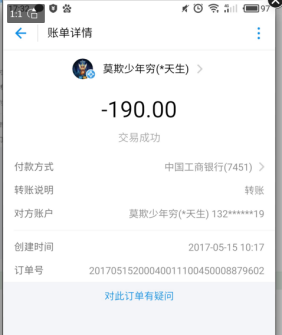 1:1
97
账单详情
莫欺少年穷(*天生)
-190.00
交易成功
付款方式 中国工商银行(7451)
转账说明 转账
对方账户 莫欺少年穷(*天生) 132******19
创建时间 2017-05-15 10:17
订单号 20170515200040011100450008879602
对此订单有疑问